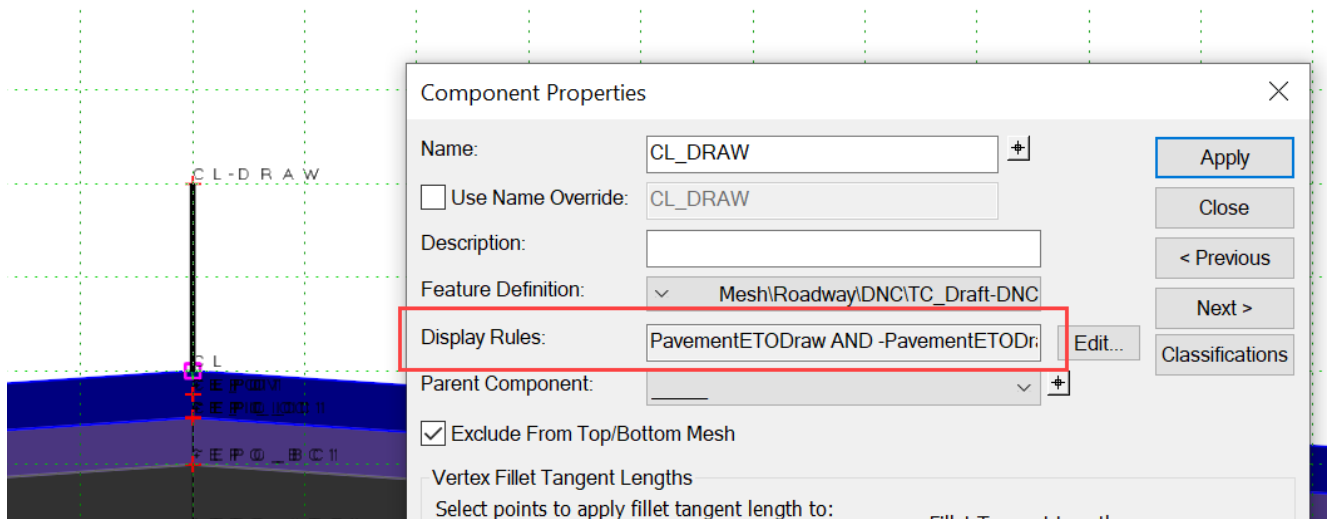 Component Properties
Name:
CL_DRAW
Use Name Override:
CL_DRAW
Description:
Feature Definition:
Mesh\Roadway\DNC\TC_Draft-DNC
Display Rules:
PavementETODraw AND -PavementETODra
Edit...
Parent Component:
_____
Exclude From Top/Bottom Mesh
Vertex Fillet Tangent Lengths
Select points to apply fillet tangent length to:
Apply
Close
< Previous
Next >
Classifications
CL-DRAW
CL